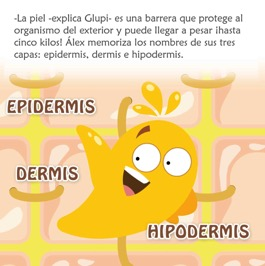 -La piel -explica Glupi- es una barrera que protege al
organismo del exterior y puede llegar a pesar ¡hasta
cinco kilos! Álex memoriza los nombres de sus tres
capas: epidermis, dermis e hipodermis.
EPIDERMIS
DERMIS
HIPODERMIS